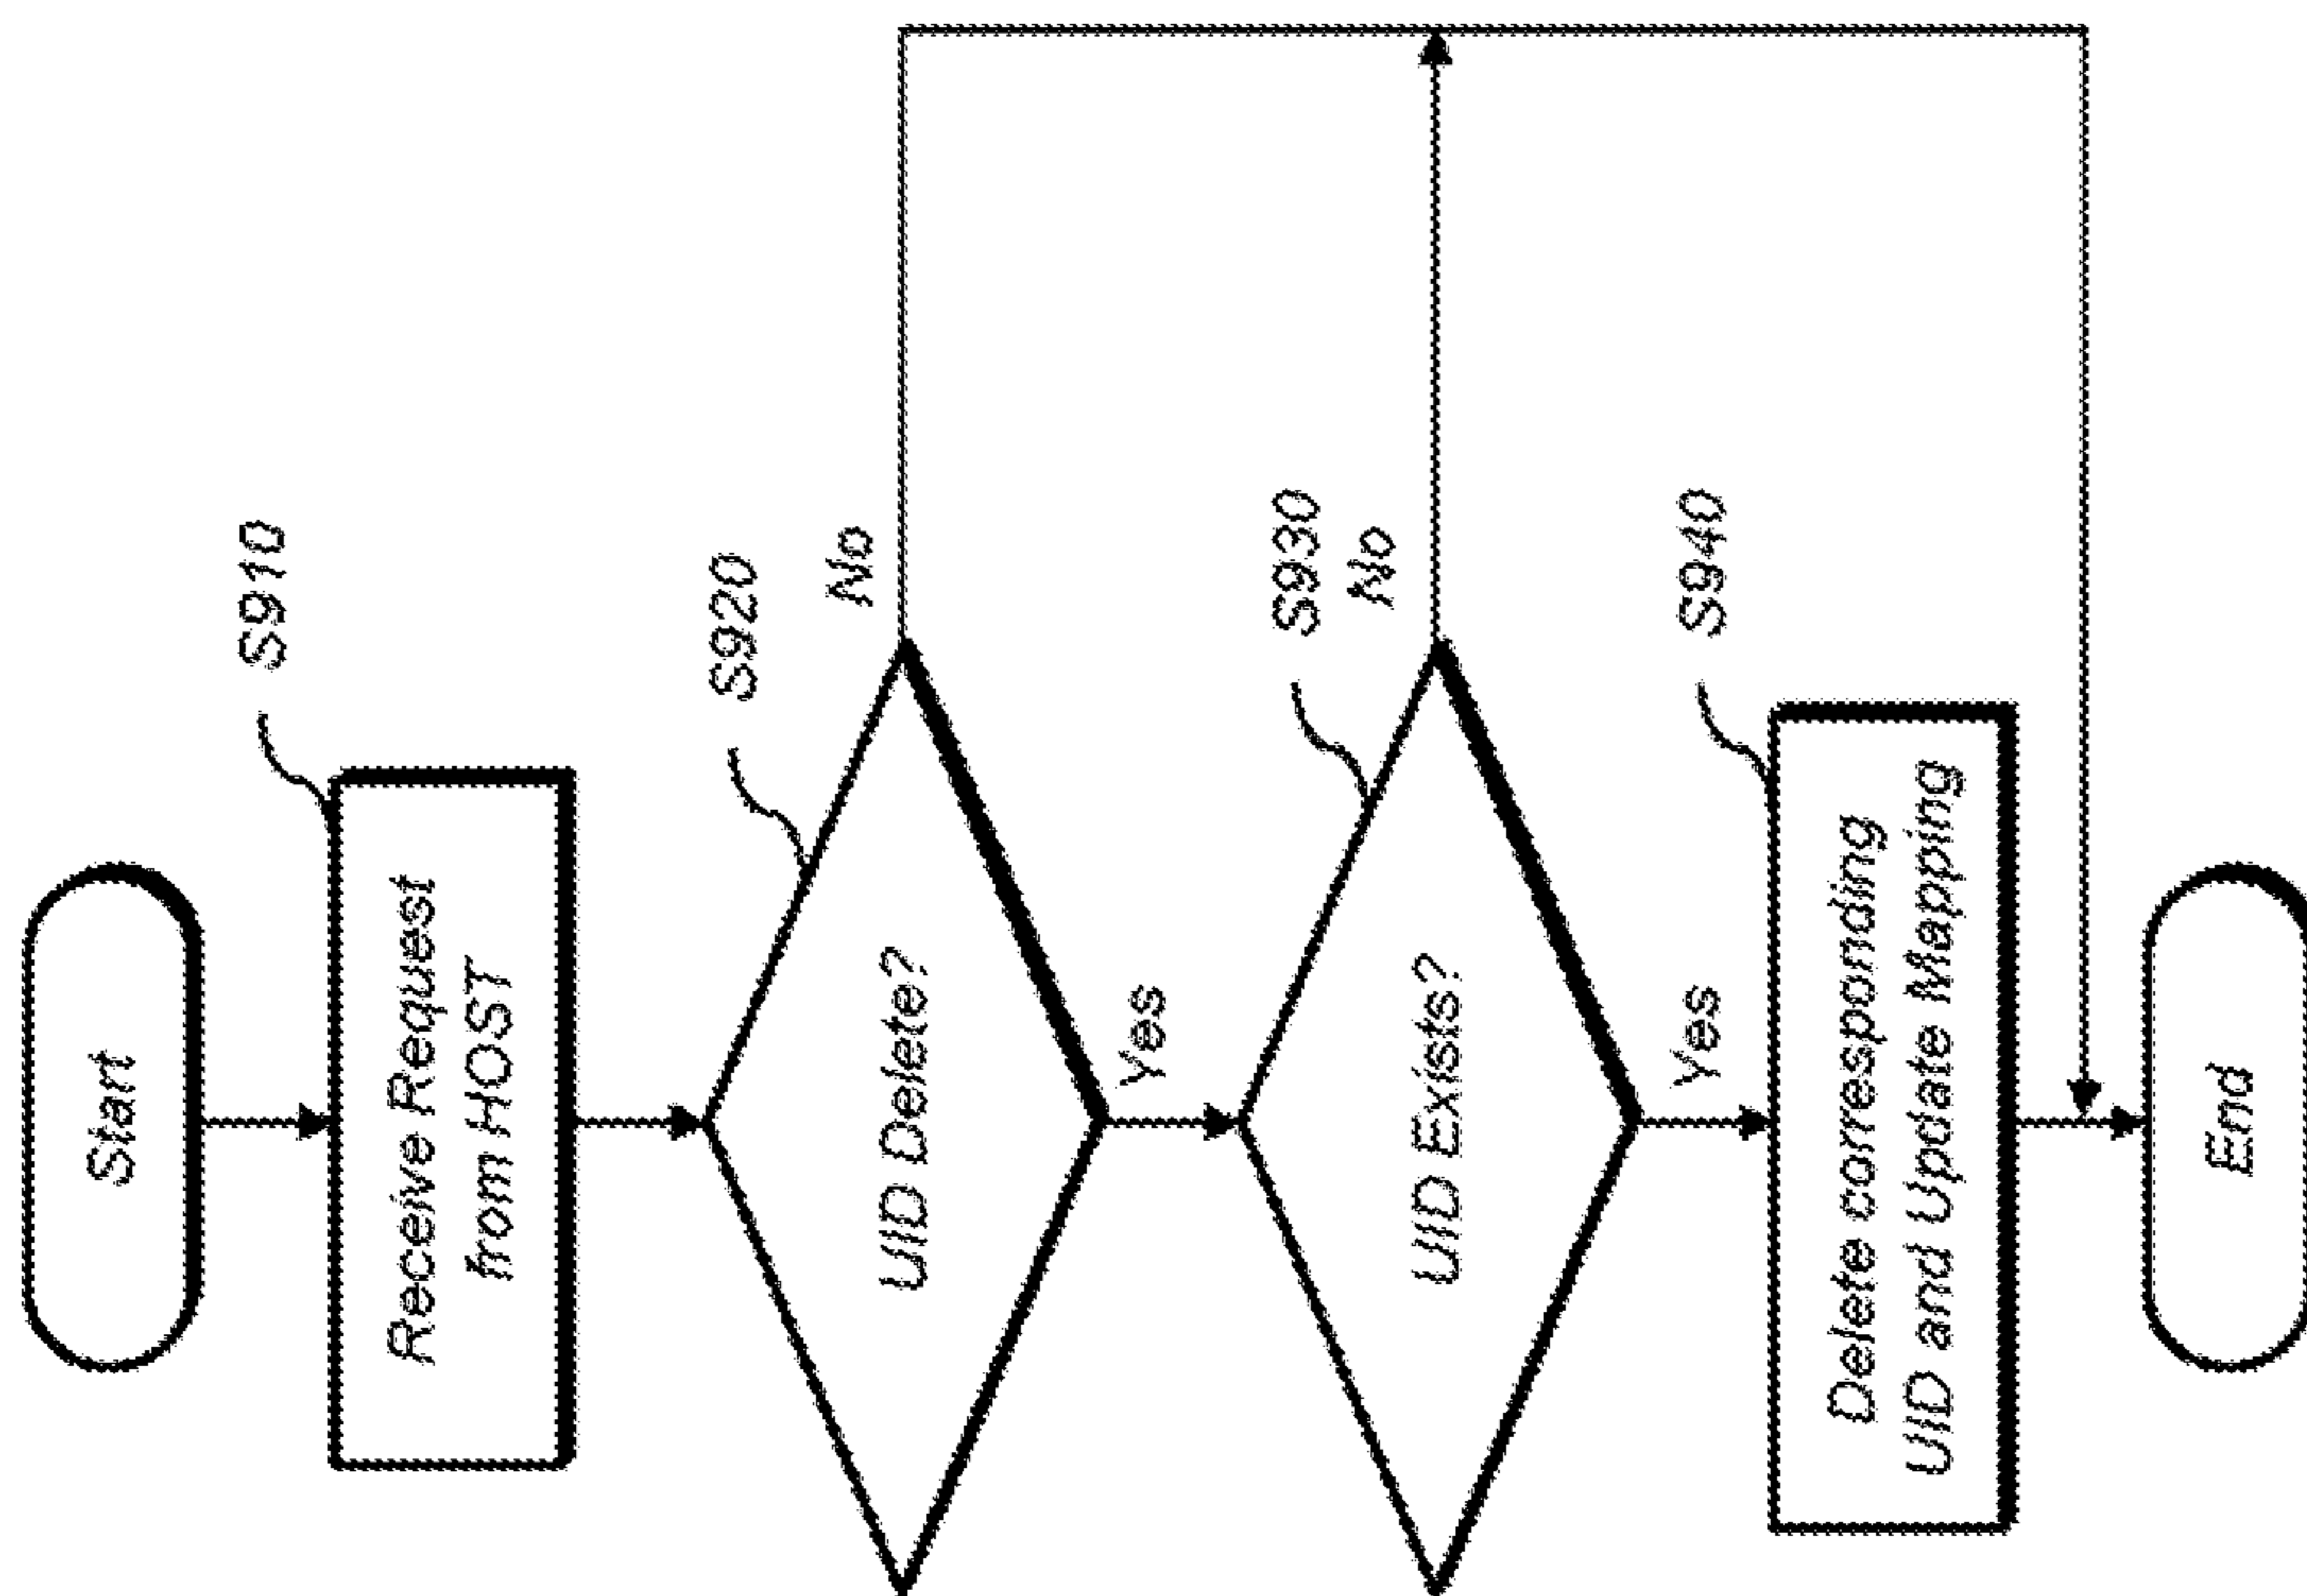 Start
S910
Receive Request
from HOST
S920
UID Delete?
No
Yes
S930
UID Exists?
No
Yes
S940
Delete corresponding
UID and Update Mapping
End